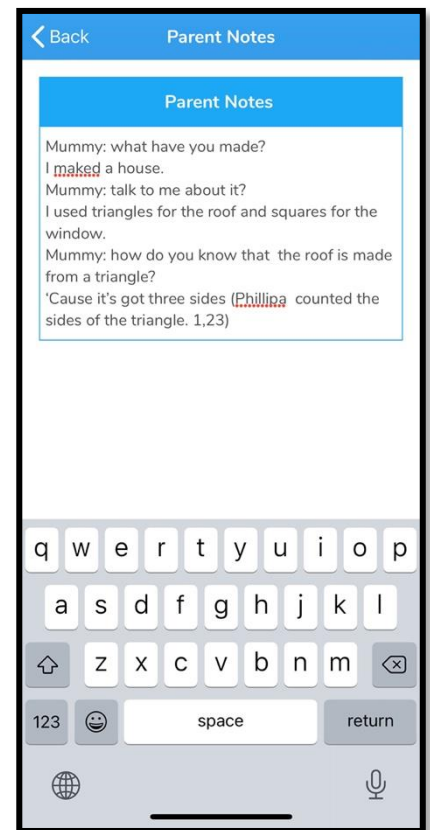 Back Parent Notes
Parent Notes
Mummy: what have you made?
I maked a house.
Mummy: talk to me about it?
I used triangles for the roof and squares for the
window.
Mummy: how do you know that  the roof is made
from a triangle?
‘Cause it’s got three sides (Phillipa  counted the
sides of the triangle. 1,23)
q w e r t y u i o p
a s d f g h j k l
z x c v b n m
123 space return